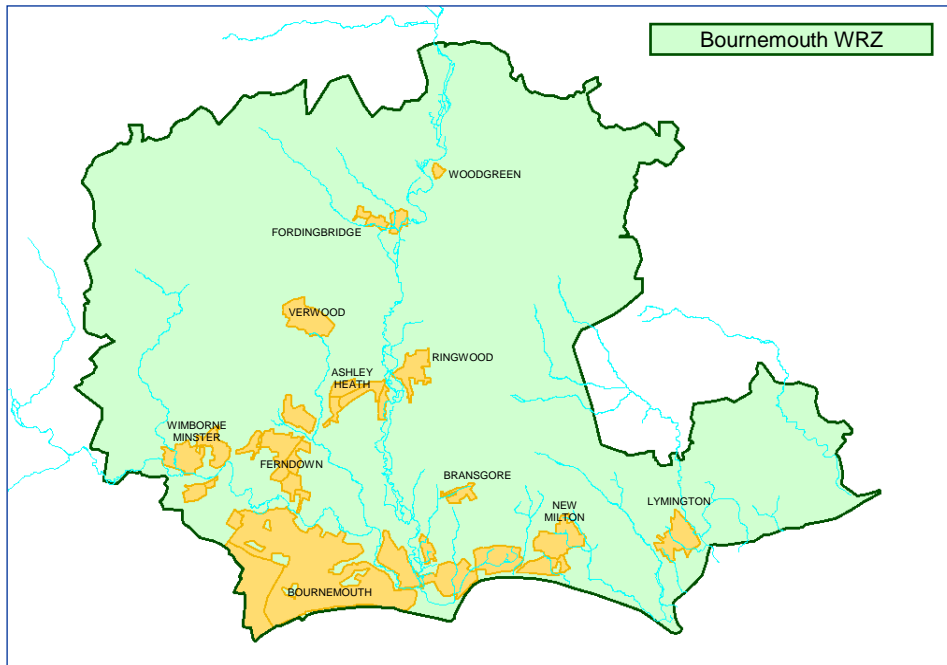 Bournemouth WRZ
WOODGREEN
FORDINGBRIDGE
VERWOOD
RINGWOOD
ASHLEY
HEATH
WIMBORNE
MINSTER
FERNDOWN
BRANSGORE
NEW
MILTON
LYMINGTON
BOURNEMOUTH